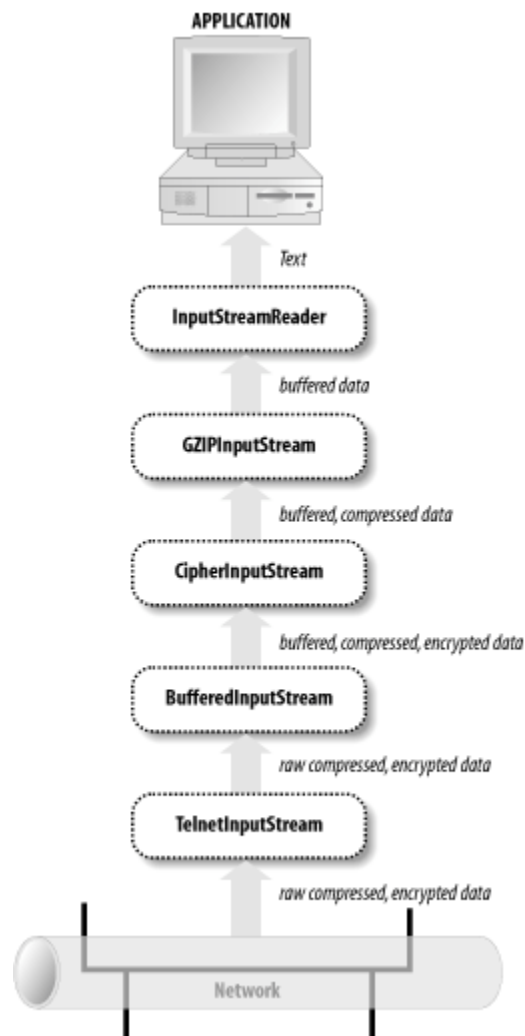 APPLICATION
Text
InputStreamReader
buffered data
GZIPInputStream
buffered, compressed data
CipherInputStream
buffered, compressed, encrypted data
BufferedInputStream
raw compressed, encrypted data
TelnetInputStream
raw compressed, encrypted data
Network